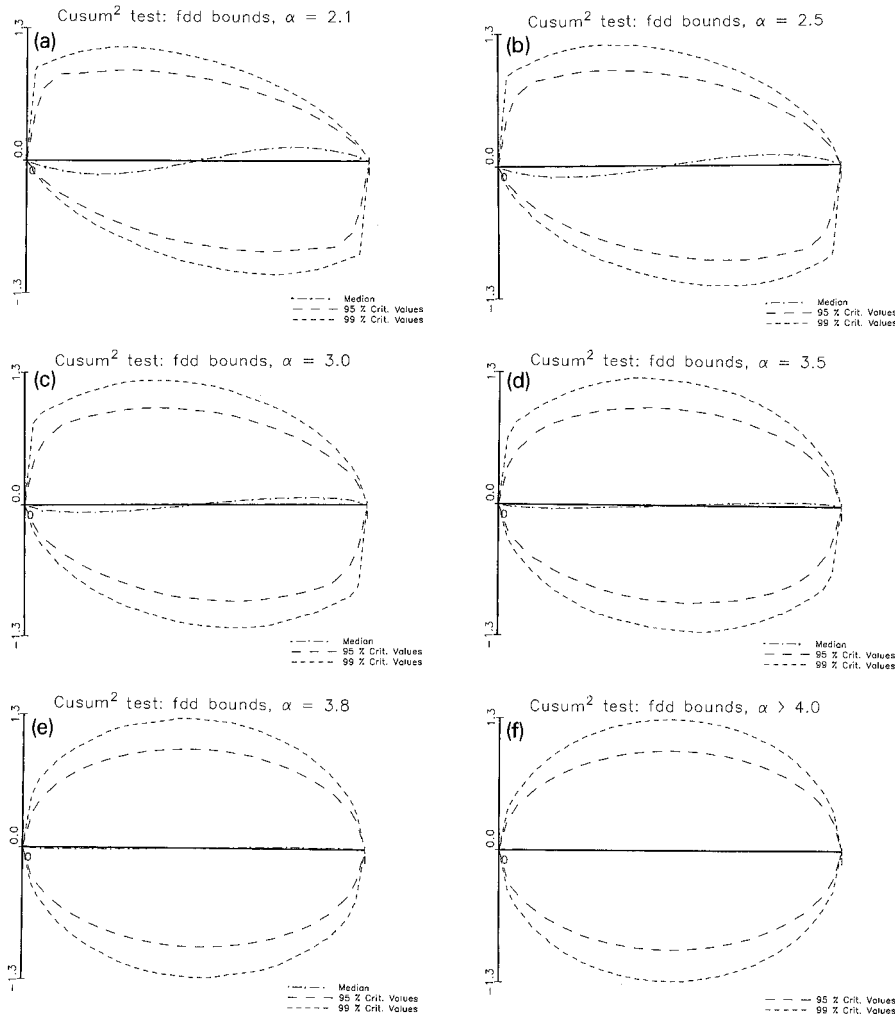 Cusum² test: fdd bounds, α = 2.1
(a)
1.3
0.0
-1.3
0
Median
95 % Crit. Values
99 % Crit. Values
Cusum² test: fdd bounds, α = 2.5
(b)
1.3
0.0
-1.3
0
Median
95 % Crit. Values
99 % Crit. Values
Cusum² test: fdd bounds, α = 3.0
(c)
1.3
0.0
-1.3
0
Median
95 % Crit. Values
99 % Crit. Values
Cusum² test: fdd bounds, α = 3.5
(d)
1.3
0.0
-1.3
0
Median
95 % Crit. Values
99 % Crit. Values
Cusum² test: fdd bounds, α = 3.8
(e)
1.3
0.0
-1.3
0
Median
95 % Crit. Values
99 % Crit. Values
Cusum² test: fdd bounds, α > 4.0
(f)
1.3
0.0
-1.3
0
95 % Crit. Values
99 % Crit. Values